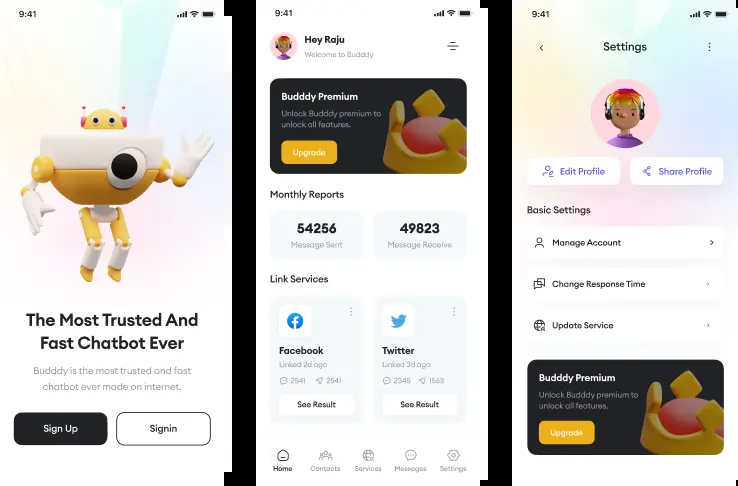 9:41
The Most Trusted And
Fast Chatbot Ever
Budddy is the most trusted and fast
chatbot ever made on internet.
Sign Up
Signin
9:41
Hey Raju
Welcome to Budddy
Budddy Premium
Unlock Budddy premium to
unlock all features.
Upgrade
Monthly Reports
54256
Message Sent
49823
Message Receive
Link Services
Facebook
Linked 2d ago
2541
2541
See Result
Twitter
Linked 3d ago
2345
1563
See Result
Home
Contacts
Services
Messages
Settings
9:41
Settings
Edit Profile
Share Profile
Basic Settings
Manage Account
Change Response Time
Update Service
Budddy Premium
Unlock Budddy premium to
unlock all features.
Upgrade